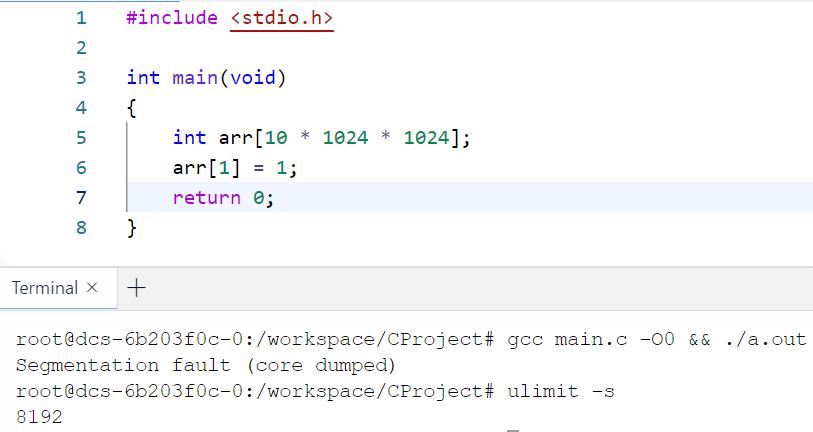 1 #include <stdio.h>
2
3 int main(void)
4 {
5 int arr[10 * 1024 * 1024];
6 arr[1] = 1;
7 return 0;
8 }
Terminal × +
root@dcs-6b203f0c-0:/workspace/CProject# gcc main.c -O0 && ./a.out
Segmentation fault (core dumped)
root@dcs-6b203f0c-0:/workspace/CProject# ulimit -s
8192